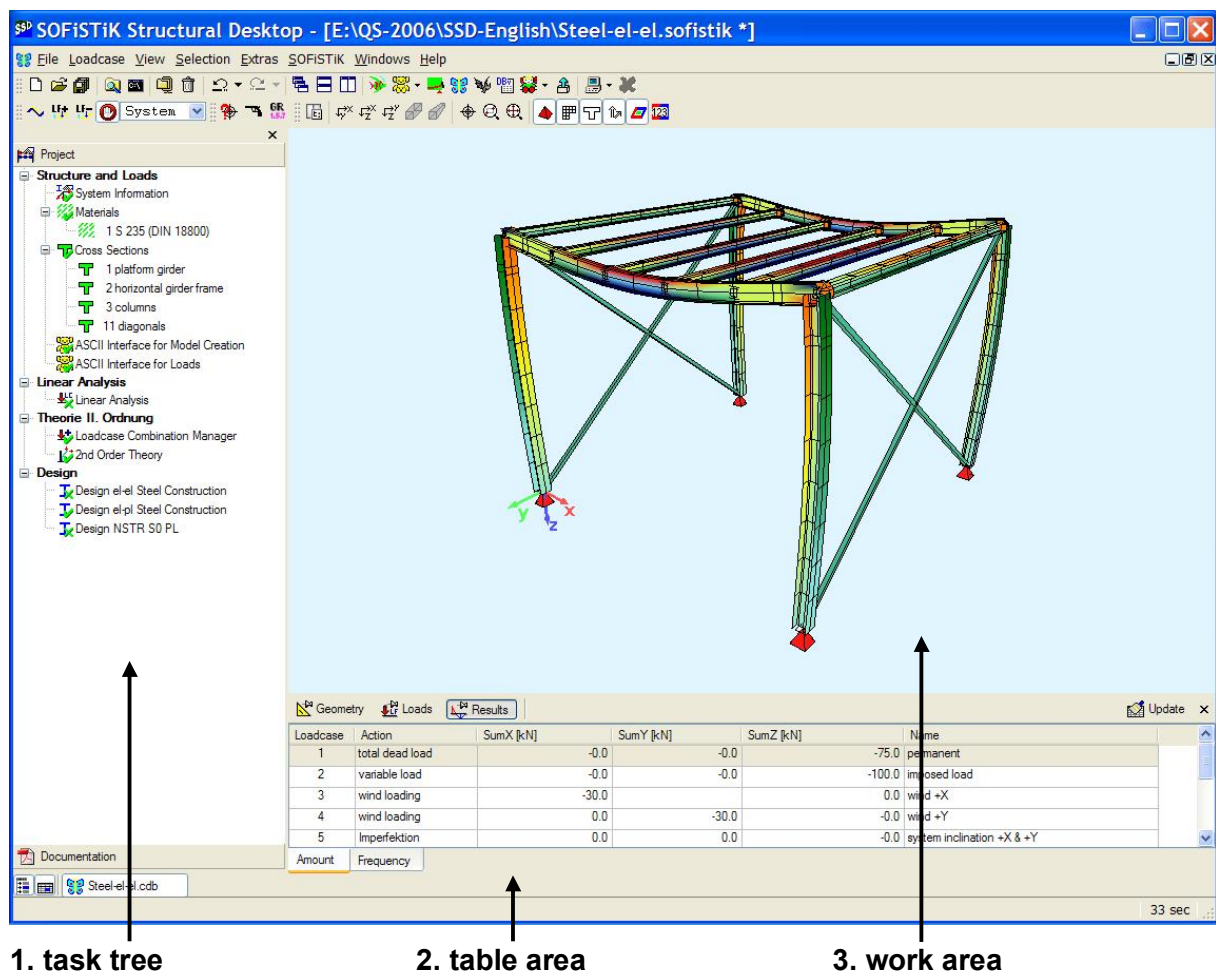 SOFiSTiK Structural Desktop - [E:\QS-2006\SSD-English\Steel-el-el.sofistik *]
File Loadcase View Selection Extras SOFiSTiK Windows Help
System
Project
Structure and Loads
System Information
Materials
1 S 235 (DIN 18800)
Cross Sections
1 platform girder
2 horizontal girder frame
3 columns
11 diagonals
ASCII Interface for Model Creation
ASCII Interface for Loads
Linear Analysis
Linear Analysis
Theorie II. Ordnung
Loadcase Combination Manager
2nd Order Theory
Design
Design el-el Steel Construction
Design el-pl Steel Construction
Design NSTR S0 PL
Documentation
y x
z
Geometry Loads Results Update
Loadcase Action SumX [kN] SumY [kN] SumZ [kN] Name
1 total dead load -0.0 -0.0 -75.0 permanent
2 variable load -0.0 -0.0 -100.0 imposed load
3 wind loading -30.0 0.0 wind +X
4 wind loading 0.0 -30.0 -0.0 wind +Y
5 Imperfektion 0.0 0.0 -0.0 system inclination +X & +Y
Amount Frequency
Steel-el-el.cdb
33 sec
1. task tree 2. table area 3. work area